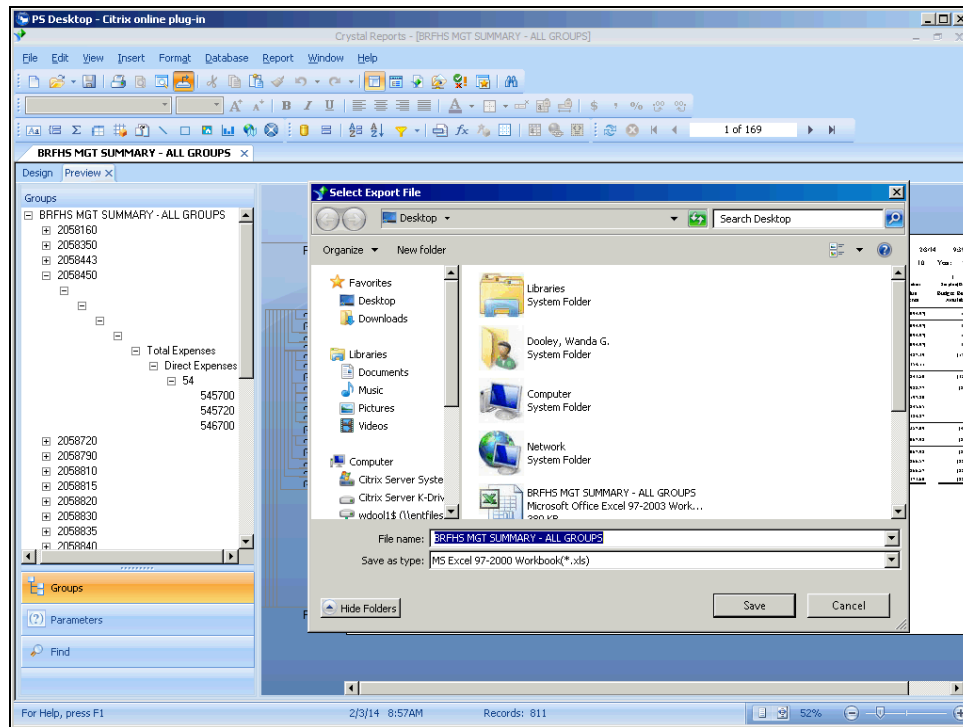 PS Desktop - Citrix online plug-in
Crystal Reports - [BRFHS MGT SUMMARY - ALL GROUPS]
File Edit View Insert Format Database Report Window Help
1 of 169
BRFHS MGT SUMMARY - ALL GROUPS
Design Preview
Groups
BRFHS MGT SUMMARY - ALL GROUPS
2058160
2058350
2058443
2058450
Total Expenses
Direct Expenses
54
545700
545720
546700
2058720
2058790
2058810
2058815
2058820
2058830
2058835
2058840
Groups
Parameters
Find
Select Export File
Desktop
Search Desktop
Organize New folder
Favorites
Desktop
Downloads
Libraries
Documents
Music
Pictures
Videos
Computer
Citrix Server Syste
Citrix Server K-Driv
wdool1$ (\\entfiles
Libraries
System Folder
Dooley, Wanda G.
System Folder
Computer
System Folder
Network
System Folder
BRFHS MGT SUMMARY - ALL GROUPS
Microsoft Office Excel 97-2003 Work...
File name: BRFHS MGT SUMMARY - ALL GROUPS
Save as type: MS Excel 97-2000 Workbook(*.xls)
Hide Folders
Save Cancel
For Help, press F1 2/3/14 8:57AM Records: 811 52%